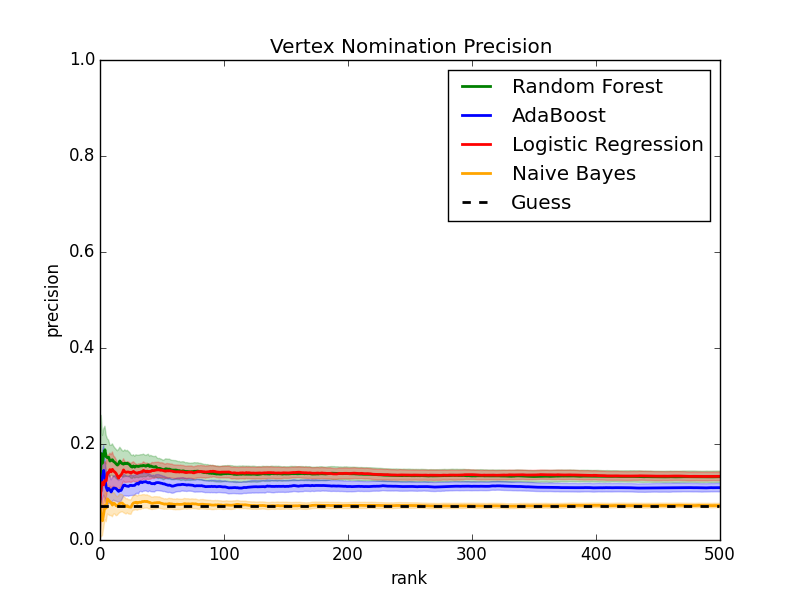 Vertex Nomination Precision
1.0
0.8
0.6
0.4
0.2
0.0
precision
Random Forest
AdaBoost
Logistic Regression
Naive Bayes
Guess
0 100 200 300 400 500
rank